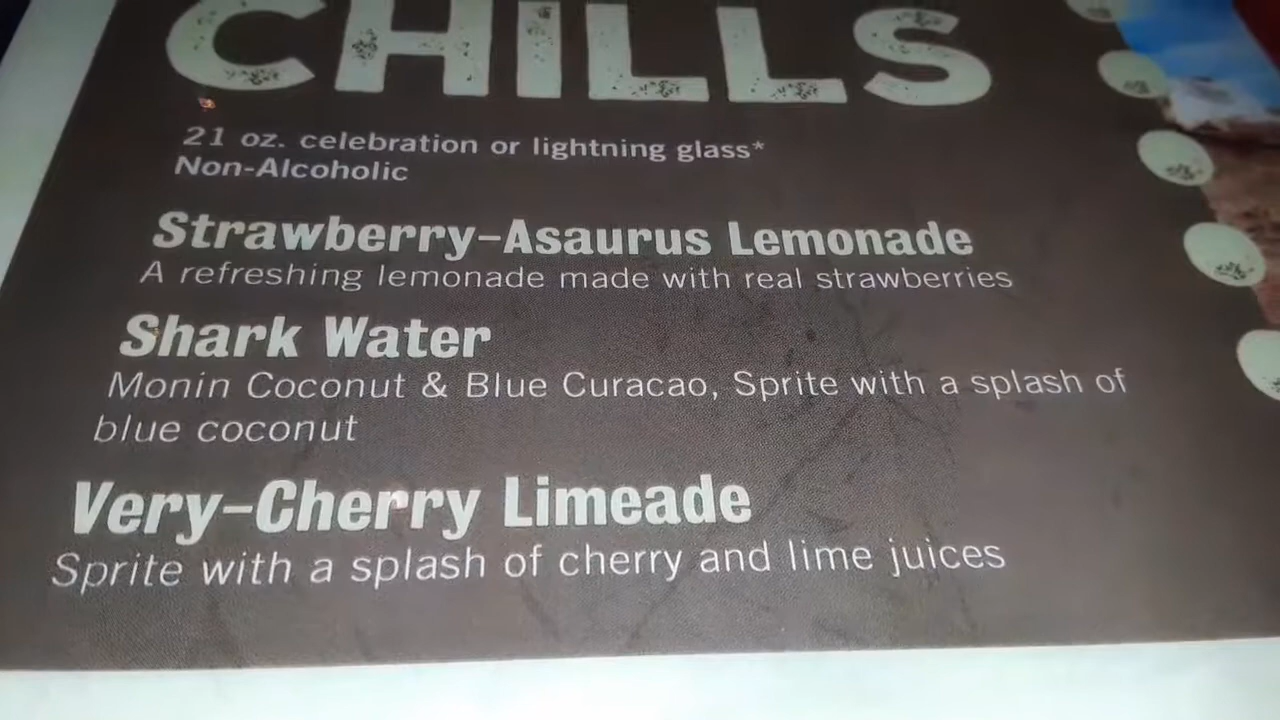 CHILLS
21 oz. celebration or lightning glass*
Non-Alcoholic
Strawberry-Asaurus Lemonade
A refreshing lemonade made with real strawberries
Shark Water
Monin Coconut & Blue Curacao, Sprite with a splash of
blue coconut
Very-Cherry Limeade
Sprite with a splash of cherry and lime juices